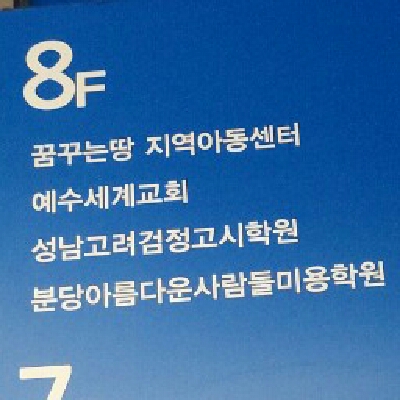 8F
꿈꾸는땅 지역아동센터
예수세계교회
성남고려검정고시학원
분당아름다운사람들미용학원
7